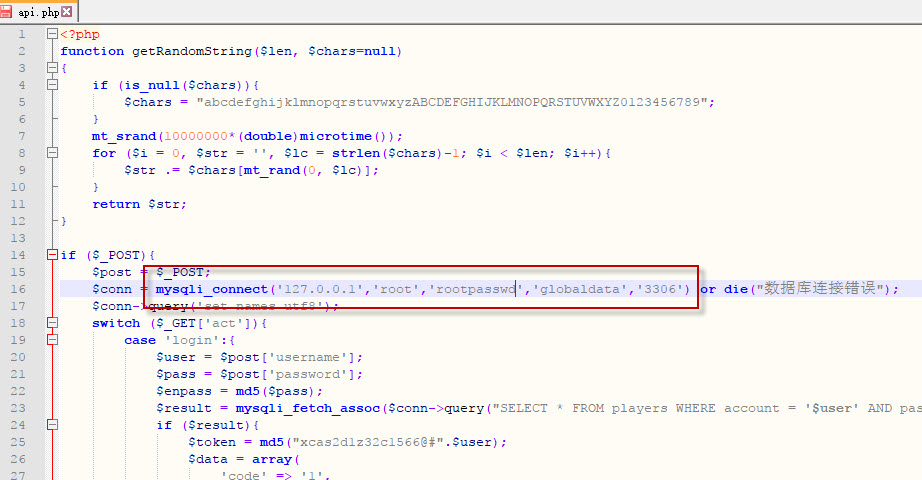 api.php
1 <?php
2 function getRandomString($len, $chars=null)
3 {
4 if (is_null($chars)){
5 $chars = "abcdefghijklmnopqrstuvwxyzABCDEFGHIJKLMNOPQRSTUVWXYZ0123456789";
6 }
7 mt_srand(10000000*(double)microtime());
8 for ($i = 0, $str = '', $lc = strlen($chars)-1; $i < $len; $i++){
9 $str .= $chars[mt_rand(0, $lc)];
10 }
11 return $str;
12 }
13
14 if ($_POST){
15 $post = $_POST;
16 $conn = mysqli_connect('127.0.0.1','root','rootpasswd','globaldata','3306') or die("数据库连接错误");
17 $conn->query('set names utf8');
18 switch ($_GET['act']){
19 case 'login':{
20 $user = $post['username'];
21 $pass = $post['password'];
22 $enpass = md5($pass);
23 $result = mysqli_fetch_assoc($conn->query("SELECT * FROM players WHERE account = '$user' AND pas
24 if ($result){
25 $token = md5("xcas2dlz32c1566@#".$user);
26 $data = array(
27 'code' => '1',